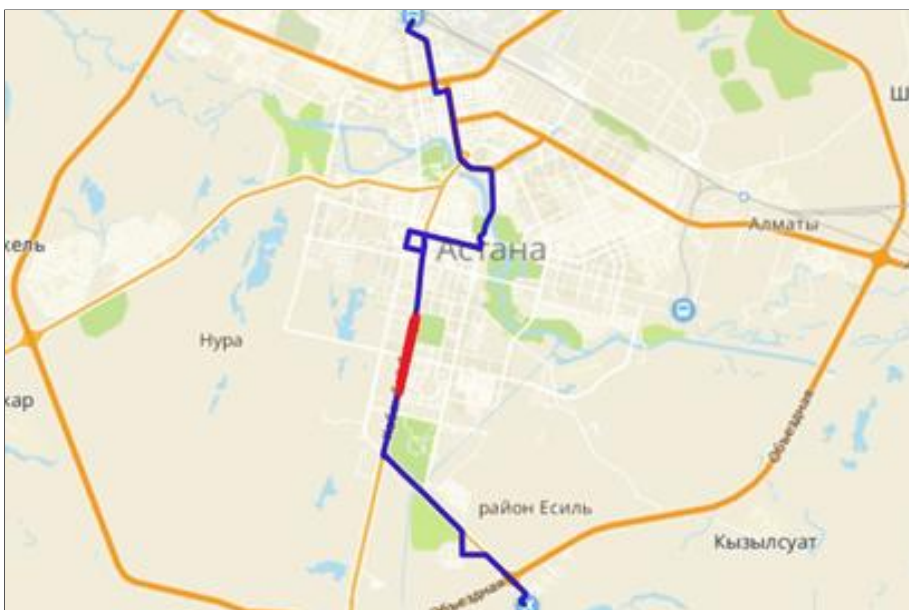 Ш
Алматы
кель
Астана
Нура
Объездная
кар
район Есиль
Кызылсуат
Объездная